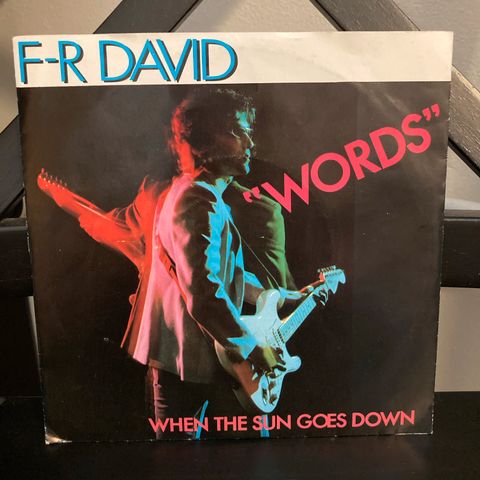 F-R DAVID
"WORDS"
WHEN THE SUN GOES DOWN